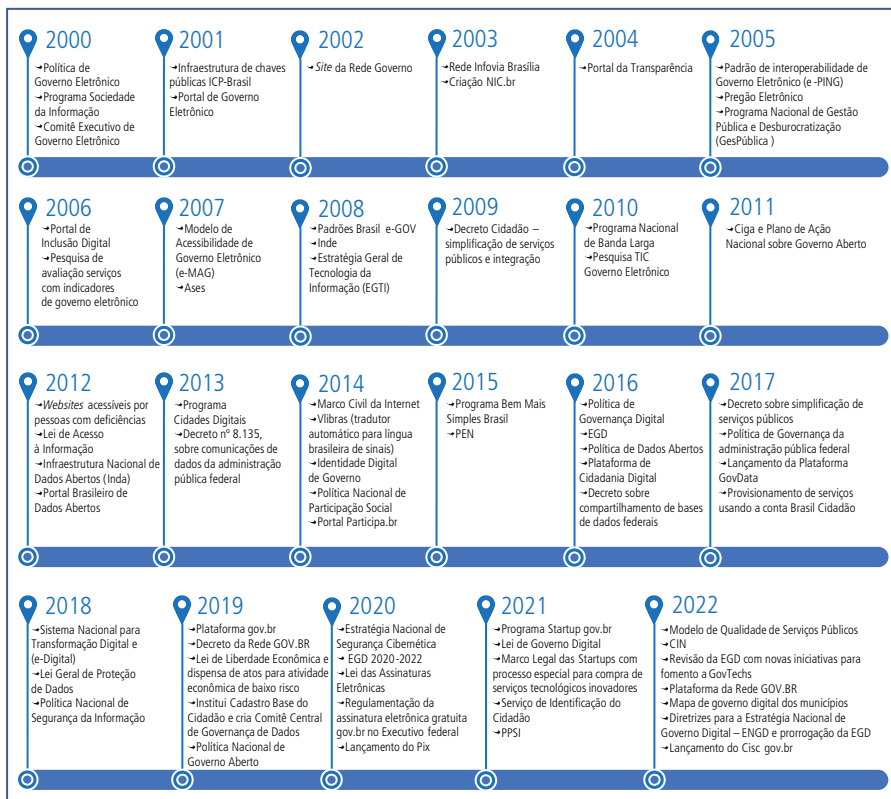 2000
→Política de
Governo Eletrônico
→Programa Sociedade
da Informação
→Comitê Executivo de
Governo Eletrônico
2001
→Infraestrutura de chaves
públicas ICP-Brasil
→Portal de Governo
Eletrônico
2002
→Site da Rede Governo
2003
→Rede Infovia Brasília
→Criação NIC.br
2004
→Portal da Transparência
2005
→Padrão de interoperabilidade de
Governo Eletrônico (e -PING)
→Pregão Eletrônico
→Programa Nacional de Gestão
Pública e Desburocratização
(GesPública )
2006
→Portal de
Inclusão Digital
→Pesquisa de
avaliação serviços
com indicadores
de governo eletrônico
2007
→Modelo de
Acessibilidade de
Governo Eletrônico
(e-MAG)
→Ases
2008
→Padrões Brasil e-GOV
→Inde
→Estratégia Geral de
Tecnologia da
Informação (EGTI)
2009
→Decreto Cidadão –
simplificação de serviços
públicos e integração
2010
→Programa Nacional
de Banda Larga
→Pesquisa TIC
Governo Eletrônico
2011
→Ciga e Plano de Ação
Nacional sobre Governo Aberto
2012
→Websites acessíveis por
pessoas com deficiências
→Lei de Acesso
à Informação
→Infraestrutura Nacional de
Dados Abertos (Inda)
→Portal Brasileiro de
Dados Abertos
2013
→Programa
Cidades Digitais
→Decreto nº 8.135,
sobre comunicações de
dados da administração
pública federal
2014
→Marco Civil da Internet
→Vlibras (tradutor
automático para língua
brasileira de sinais)
→Identidade Digital
de Governo
→Política Nacional de
Participação Social
→Portal Participa.br
2015
→Programa Bem Mais
Simples Brasil
→PEN
2016
→Política de
Governança Digital
→EGD
→Política de Dados Abertos
→Plataforma de
Cidadania Digital
→Decreto sobre
compartilhamento de bases
de dados federais
2017
→Decreto sobre simplificação de
serviços públicos
→Política de Governança da
administração pública federal
→Lançamento da Plataforma
GovData
→Provisionamento de serviços
usando a conta Brasil Cidadão
2018
→Sistema Nacional para
Transformação Digital e
(e-Digital)
→Lei Geral de Proteção
de Dados
→Política Nacional de
Segurança da Informação
2019
→Plataforma gov.br
→Decreto da Rede GOV.BR
→Lei de Liberdade Econômica e
dispensa de atos para atividade
econômica de baixo risco
→Institui Cadastro Base do
Cidadão e cria Comitê Central
de Governança de Dados
→Política Nacional de
Governo Aberto
2020
→Estratégia Nacional de
Segurança Cibernética
→ EGD 2020-2022
→Lei das Assinaturas
Eletrônicas
→Regulamentação da
assinatura eletrônica gratuita
gov.br no Executivo federal
→Lançamento do Pix
2021
→Programa Startup gov.br
→Lei de Governo Digital
→Marco Legal das Startups com
processo especial para compra de
serviços tecnológicos inovadores
→Serviço de Identificação do
Cidadão
→PPSI
2022
→Modelo de Qualidade de Serviços Públicos
→CIN
→Revisão da EGD com novas iniciativas para
fomento a GovTechs
→Plataforma da Rede GOV.BR
→Mapa de governo digital dos municípios
→Diretrizes para a Estratégia Nacional de
Governo Digital – ENGD e prorrogação da EGD
→Lançamento do Cisc gov.br